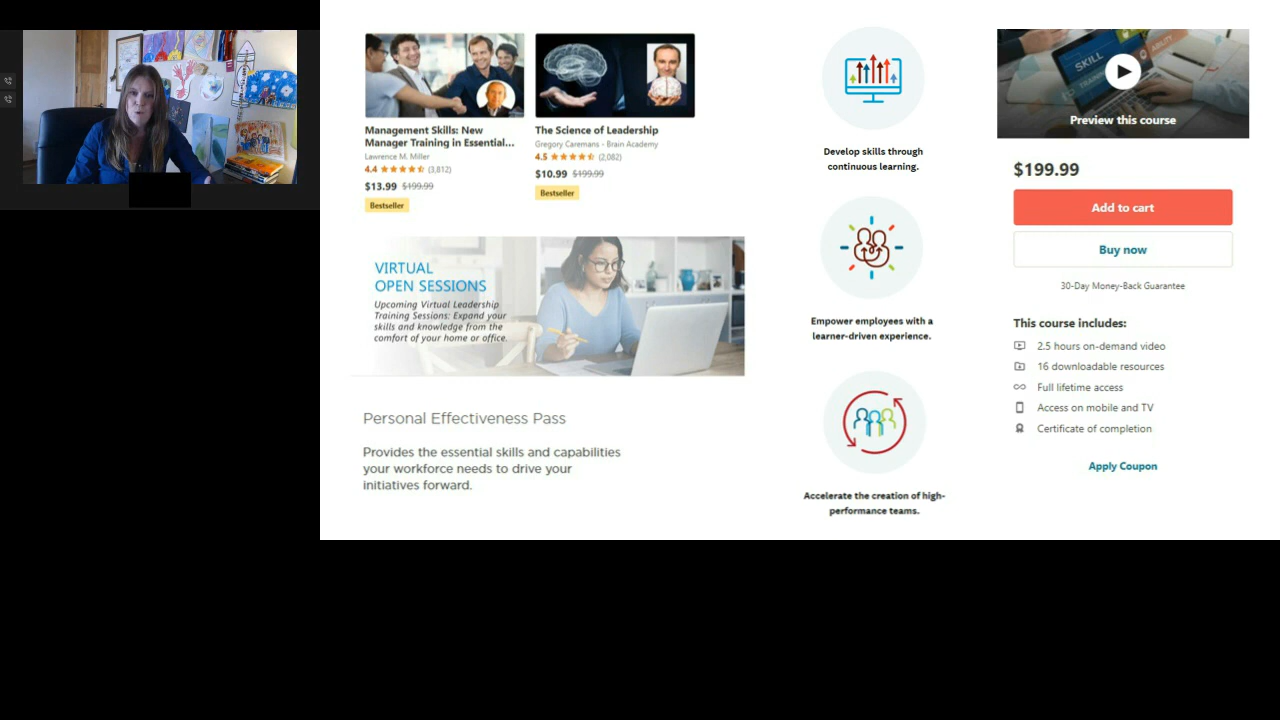 Management Skills: New
Manager Training in Essential...
Lawrence M. Miller
4.4 (3,812)
$13.99 $199.99
Bestseller
The Science of Leadership
Gregory Caremans - Brain Academy
4.5 (2,082)
$10.99 $199.99
Bestseller
VIRTUAL
OPEN SESSIONS
Upcoming Virtual Leadership
Training Sessions: Expand your
skills and knowledge from the
comfort of your home or office.
Personal Effectiveness Pass
Provides the essential skills and capabilities
your workforce needs to drive your
initiatives forward.
Develop skills through
continuous learning.
Empower employees with a
learner-driven experience.
Accelerate the creation of high-
performance teams.
SKILL
ABILITY
Preview this course
$199.99
Add to cart
Buy now
30-Day Money-Back Guarantee
This course includes:
2.5 hours on-demand video
16 downloadable resources
Full lifetime access
Access on mobile and TV
Certificate of completion
Apply Coupon